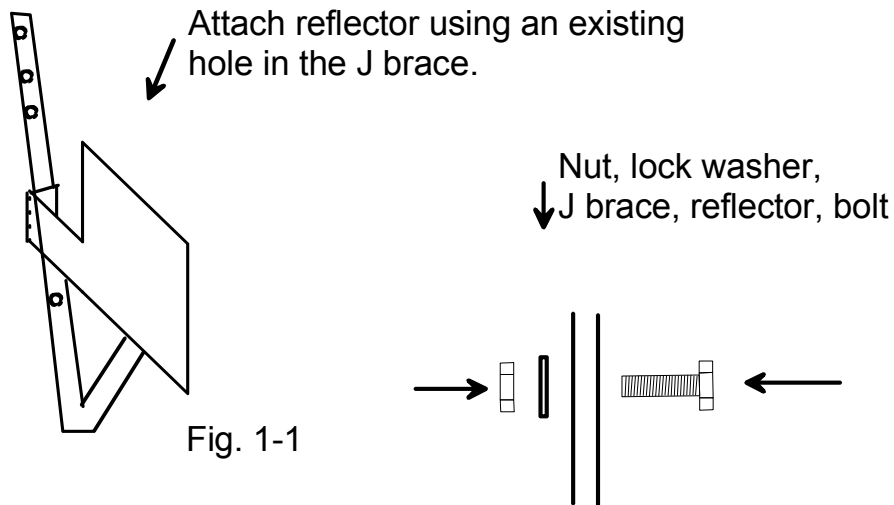 Attach reflector using an existing
hole in the J brace.
Nut, lock washer,
J brace, reflector, bolt
Fig. 1-1